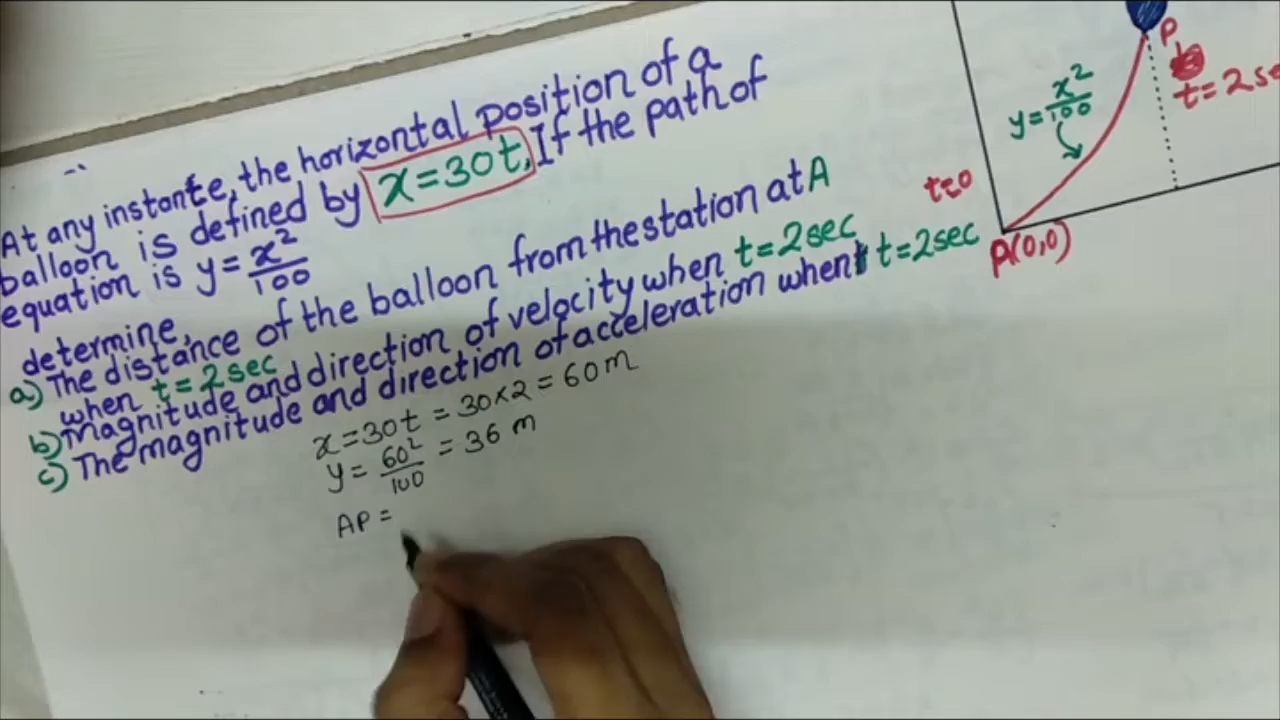 At any instante, the horizontal position of a
balloon is defined by x=30t, If the path of
equation is y=x²/100
determine,
a) The distance of the balloon from the station at A
when t=2sec
b) Magnitude and direction of velocity when t=2sec
c) The magnitude and direction of acceleration when t=2sec
x=30t = 30×2 = 60m
y= 60²/100 = 36 m
AP =
P
t=2se
y=x²/100
t=0
P(0,0)